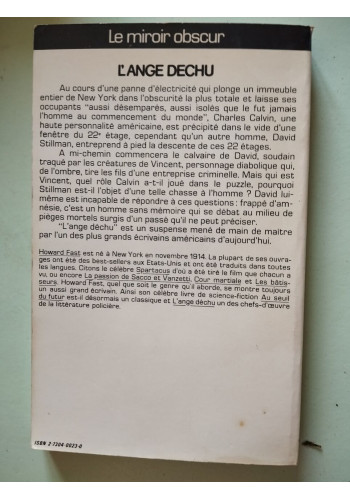 Le miroir obscur
L'ANGE DECHU
Au cours d'une panne d'électricité qui plonge un immeuble
entier de New York dans l'obscurité la plus totale et laisse ses
occupants "aussi désemparés, aussi isolés que le fut jamais
l'homme au commencement du monde", Charles Calvin, une
haute personnalité américaine, est précipité dans le vide d'une
fenêtre du 22e étage, cependant qu'un autre homme, David
Stillman, entreprend à pied la descente de ces 22 étages.
A mi-chemin commencera le calvaire de David, soudain
traqué par les créatures de Vincent, personnage diabolique qui,
de l'ombre, tire les fils d'une entreprise criminelle. Mais qui est
Vincent, quel rôle Calvin a-t-il joué dans le puzzle, pourquoi
Stillman est-il l'objet d'une telle chasse à l'homme ? David lui-
même est incapable de répondre à ces questions : frappé d'am-
nésie, c'est un homme sans mémoire qui se débat au milieu de
pièges mortels surgis d'un passé qu'il ne peut préciser.
"L'ange déchu" est un suspense mené de main de maitre
par l'un des plus grands écrivains américains d'aujourd'hui.
Howard Fast est né à New York en novembre 1914. La plupart de ses ouvra-
ges ont été des best-sellers aux Etats-Unis et ont été traduits dans toutes
les langues. Citons le célèbre Spartacus d'où a été tiré le film que chacun a
vu, ou encore La passion de Sacco et Vanzetti, Cour martiale et Les bâtis-
seurs. Howard Fast, quel que soit le genre qu'il aborde, se montre toujours
un aussi grand écrivain. Ainsi son célèbre livre de science-fiction Au seuil
du futur est-il désormais un classique et L'ange déchu un des chefs-d'œuvre
de la littérature policière.
ISBN 2-7304-0023-8